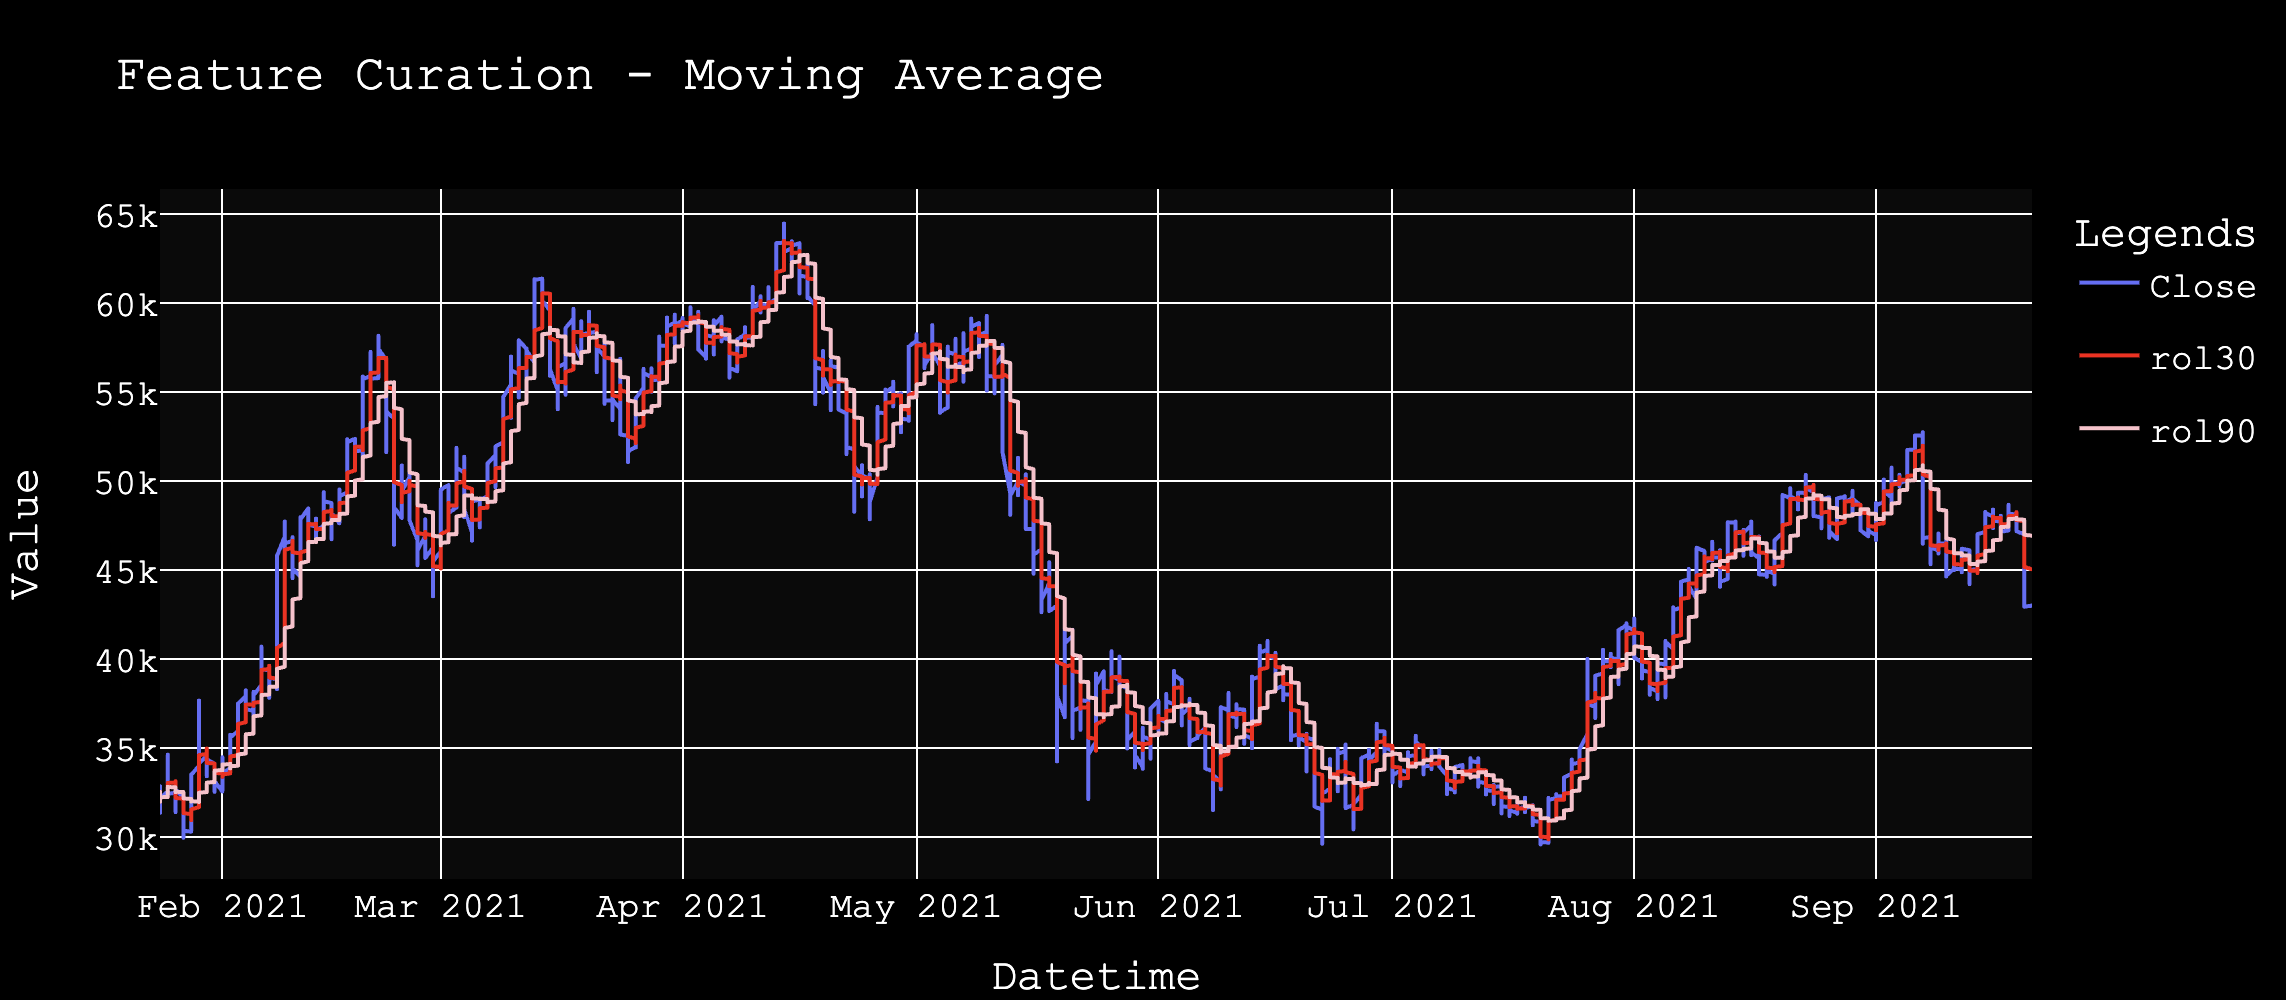 Feature Curation - Moving Average
65k
60k
55k
50k
45k
40k
35k
30k
Value
Feb 2021
Mar 2021
Apr 2021
May 2021
Jun 2021
Jul 2021
Aug 2021
Sep 2021
Datetime
Legends
Close
rol30
rol90